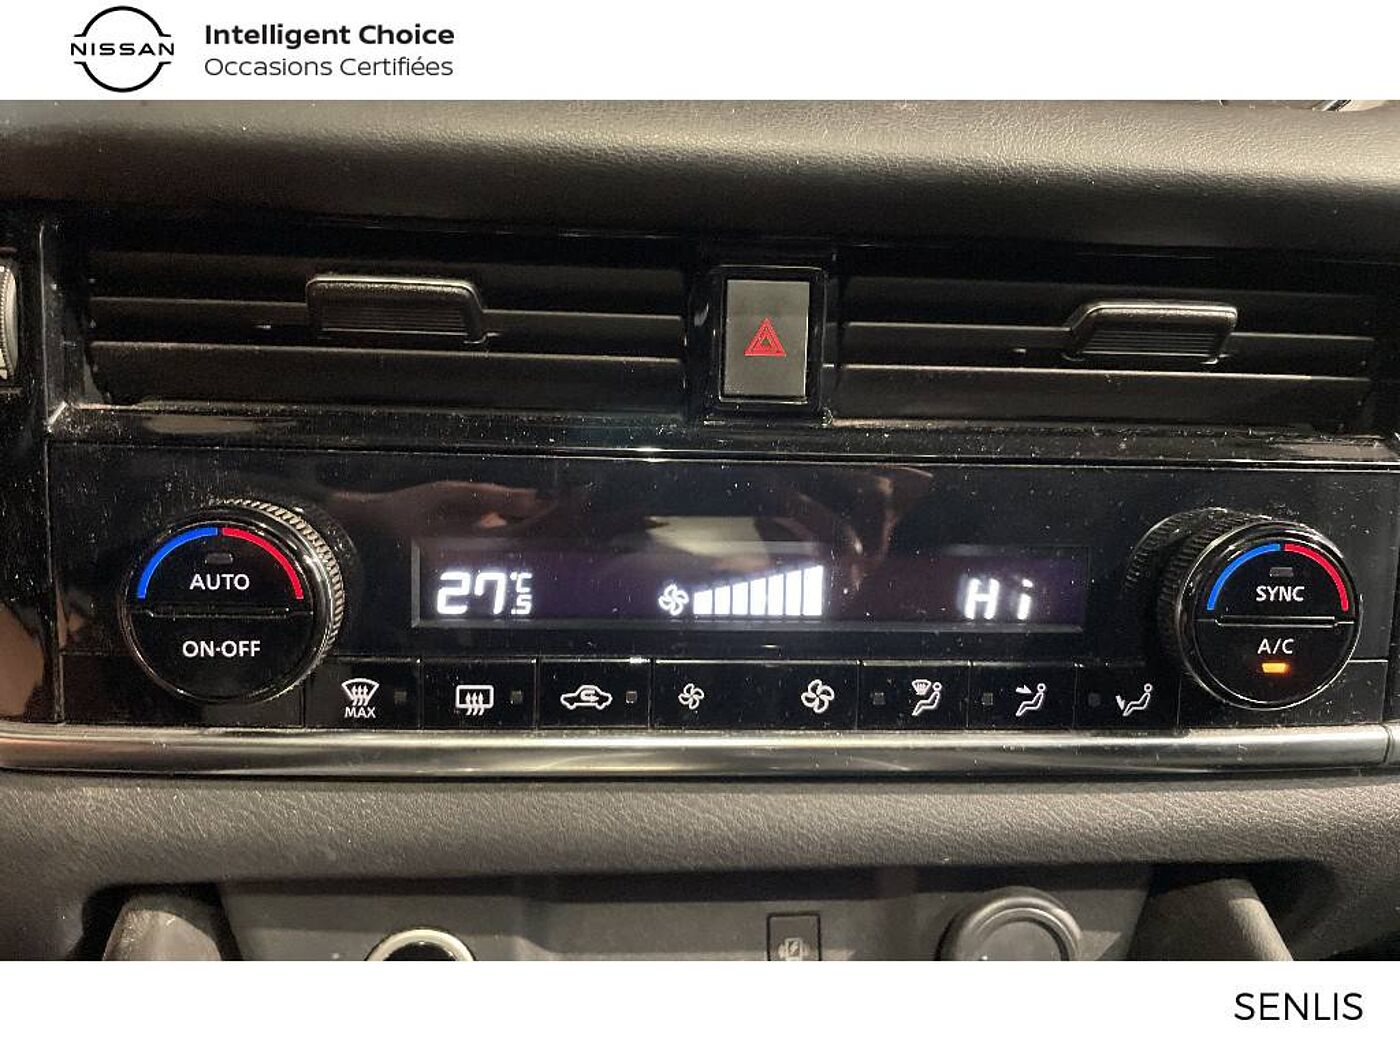 NISSAN
Intelligent Choice
Occasions Certifiées
AUTO
ON·OFF
27.5°C
Hi
SYNC
A/C
MAX
SENLIS